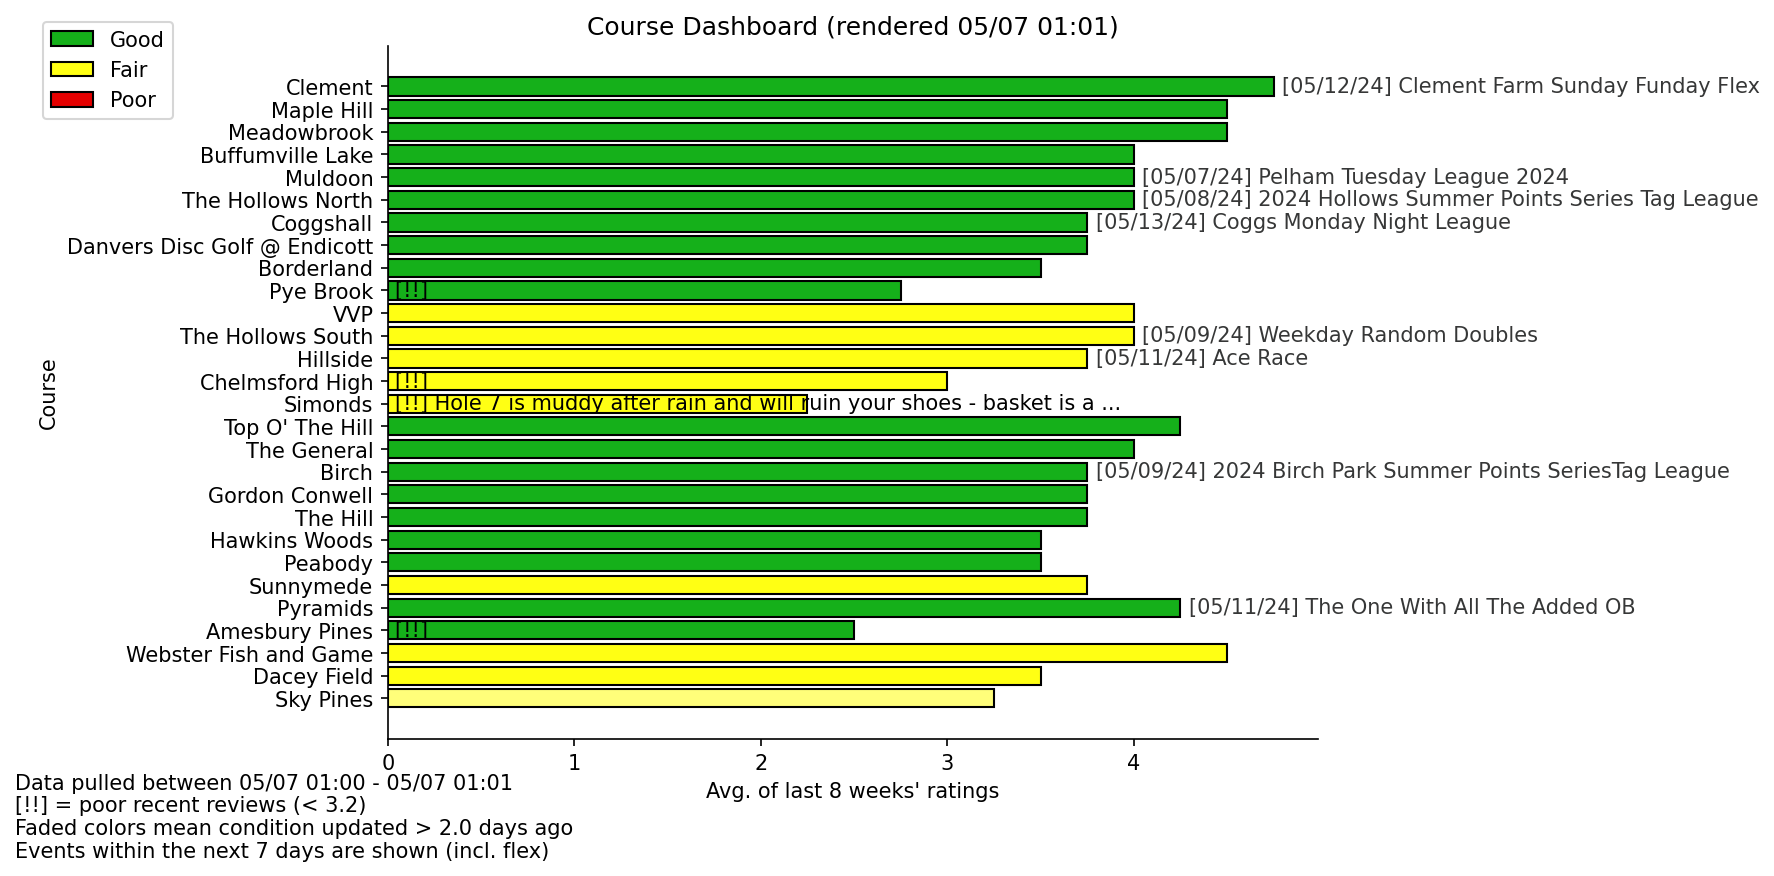 Course Dashboard (rendered 05/07 01:01)
Good
Fair
Poor
Course
Clement [05/12/24] Clement Farm Sunday Funday Flex
Maple Hill
Meadowbrook
Buffumville Lake
Muldoon [05/07/24] Pelham Tuesday League 2024
The Hollows North [05/08/24] 2024 Hollows Summer Points Series Tag League
Coggshall [05/13/24] Coggs Monday Night League
Danvers Disc Golf @ Endicott
Borderland
Pye Brook [!!]
VVP
The Hollows South [05/09/24] Weekday Random Doubles
Hillside [05/11/24] Ace Race
Chelmsford High [!!]
Simonds [!!] Hole 7 is muddy after rain and will ruin your shoes - basket is a ...
Top O' The Hill
The General
Birch [05/09/24] 2024 Birch Park Summer Points SeriesTag League
Gordon Conwell
The Hill
Hawkins Woods
Peabody
Sunnymede
Pyramids [05/11/24] The One With All The Added OB
Amesbury Pines [!!]
Webster Fish and Game
Dacey Field
Sky Pines
0 1 2 3 4
Avg. of last 8 weeks' ratings
Data pulled between 05/07 01:00 - 05/07 01:01
[!!] = poor recent reviews (< 3.2)
Faded colors mean condition updated > 2.0 days ago
Events within the next 7 days are shown (incl. flex)